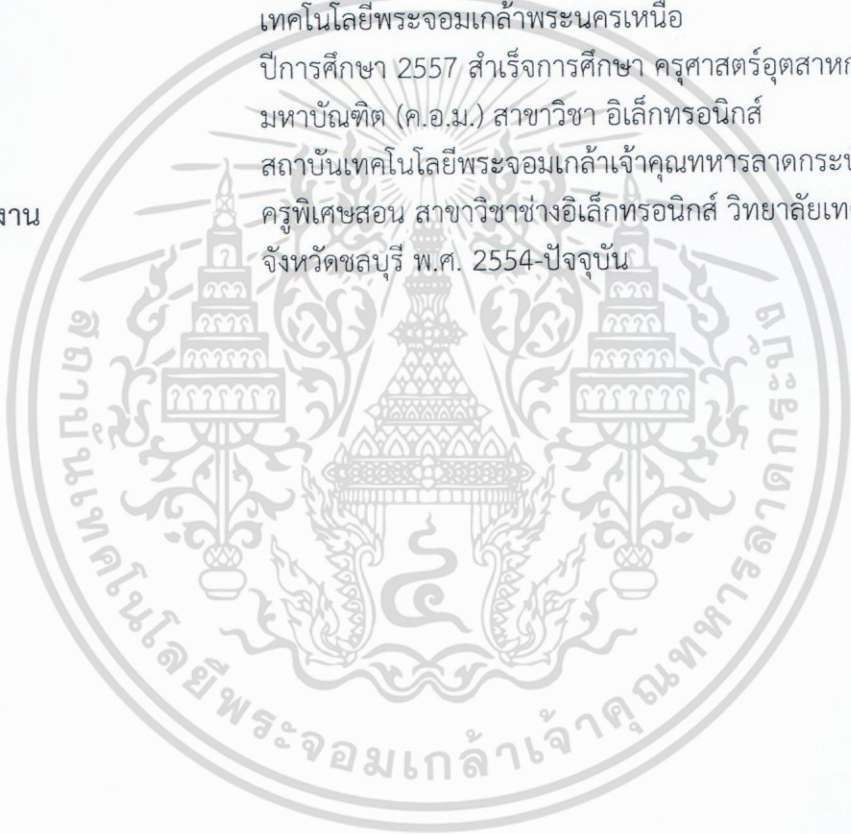 เทคโนโลยีพระจอมเกล้าพระนครเหนือ
ปีการศึกษา 2557 สำเร็จการศึกษา ครุศาสตร์อุตสาหก
มหาบัณฑิต (ค.อ.ม.) สาขาวิชา อิเล็กทรอนิกส์
สถาบันเทคโนโลยีพระจอมเกล้าเจ้าคุณทหารลาดกระบ
งาน ครูพิเศษสอน สาขาวิชาช่างอิเล็กทรอนิกส์ วิทยาลัยเท
จังหวัดชลบุรี พ.ศ. 2554-ปัจจุบัน
สถาบันเทคโนโลยีพระจอมเกล้าเจ้าคุณทหารลาดกระบัง